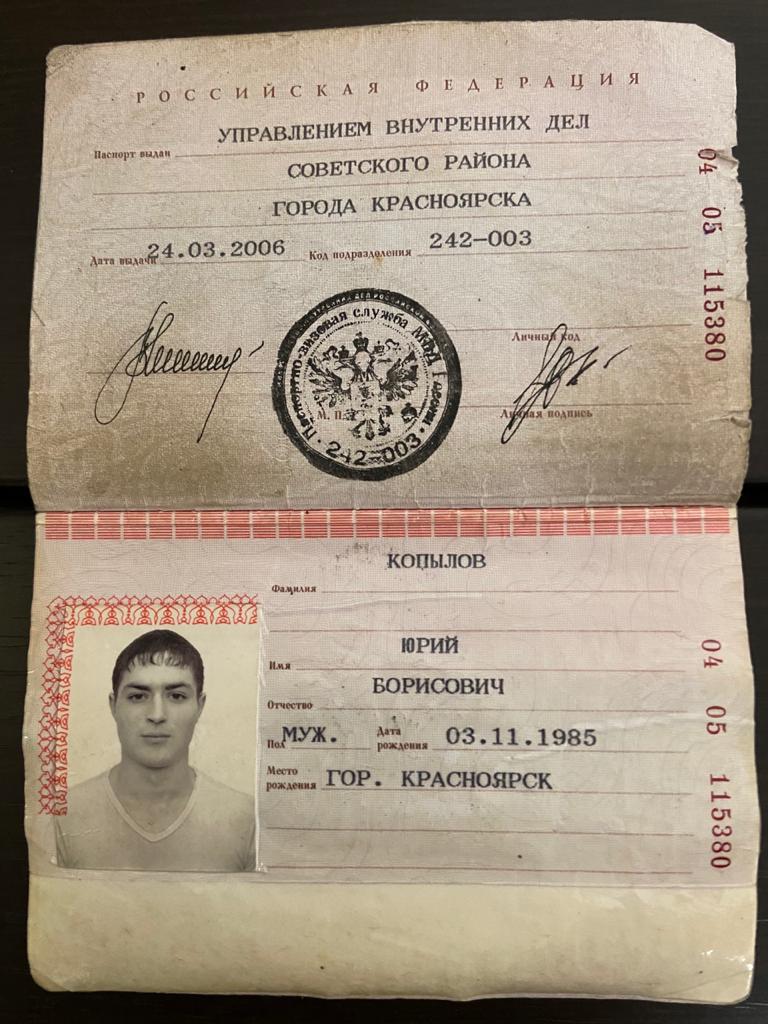 РОССИЙСКАЯ ФЕДЕРАЦИЯ
Паспорт выдан УПРАВЛЕНИЕМ ВНУТРЕННИХ ДЕЛ
СОВЕТСКОГО РАЙОНА
ГОРОДА КРАСНОЯРСКА
Дата выдачи 24.03.2006 Код подразделения 242-003
04 05 115380
Личный код
М. П.
Личная подпись
Паспортно-визовая служба МВД России
242-003
КОПЫЛОВ
Фамилия
ЮРИЙ
Имя
БОРИСОВИЧ
Отчество
Пол МУЖ. Дата рождения 03.11.1985
Место рождения ГОР. КРАСНОЯРСК
04 05 115380